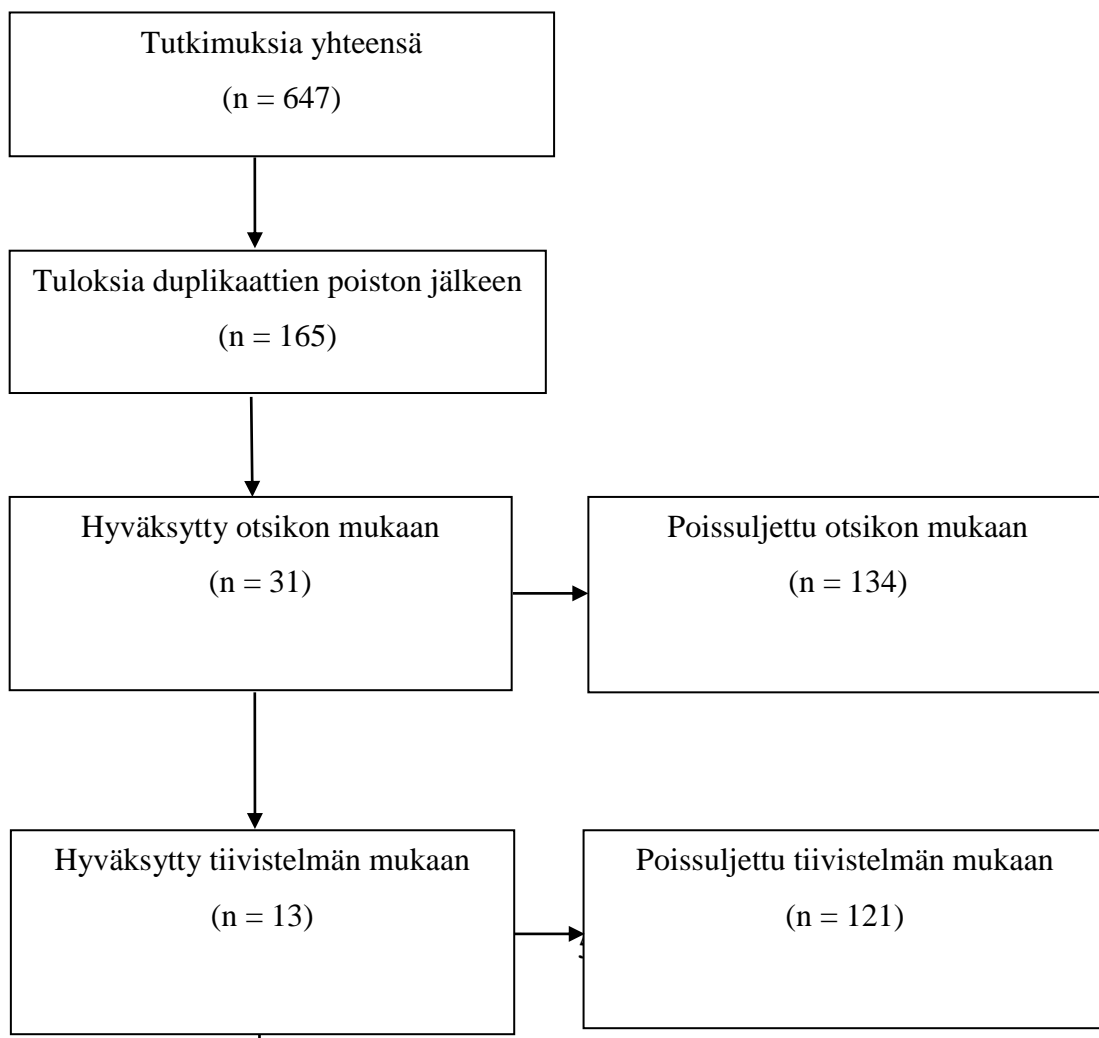 Tutkimuksia yhteensä
(n = 647)
Tuloksia duplikaattien poiston jälkeen
(n = 165)
Hyväksytty otsikon mukaan
(n = 31)
Poissuljettu otsikon mukaan
(n = 134)
Hyväksytty tiivistelmän mukaan
(n = 13)
Poissuljettu tiivistelmän mukaan
(n = 121)